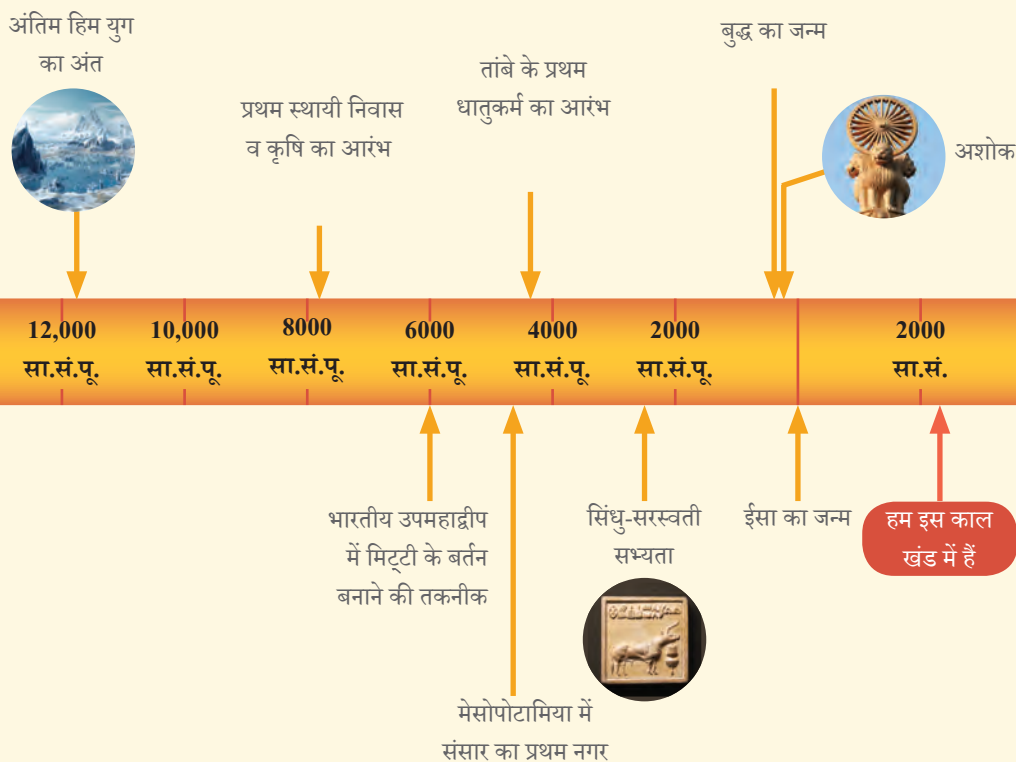 अंतिम हिम युग
का अंत
प्रथम स्थायी निवास
व कृषि का आरंभ
तांबे के प्रथम
धातुकर्म का आरंभ
बुद्ध का जन्म
अशोक
12,000
सा.सं.पू.
10,000
सा.सं.पू.
8000
सा.सं.पू.
6000
सा.सं.पू.
4000
सा.सं.पू.
2000
सा.सं.पू.
2000
सा.सं.
भारतीय उपमहाद्वीप
में मिट्टी के बर्तन
बनाने की तकनीक
मेसोपोटामिया में
संसार का प्रथम नगर
सिंधु-सरस्वती
सभ्यता
ईसा का जन्म
हम इस काल
खंड में हैं